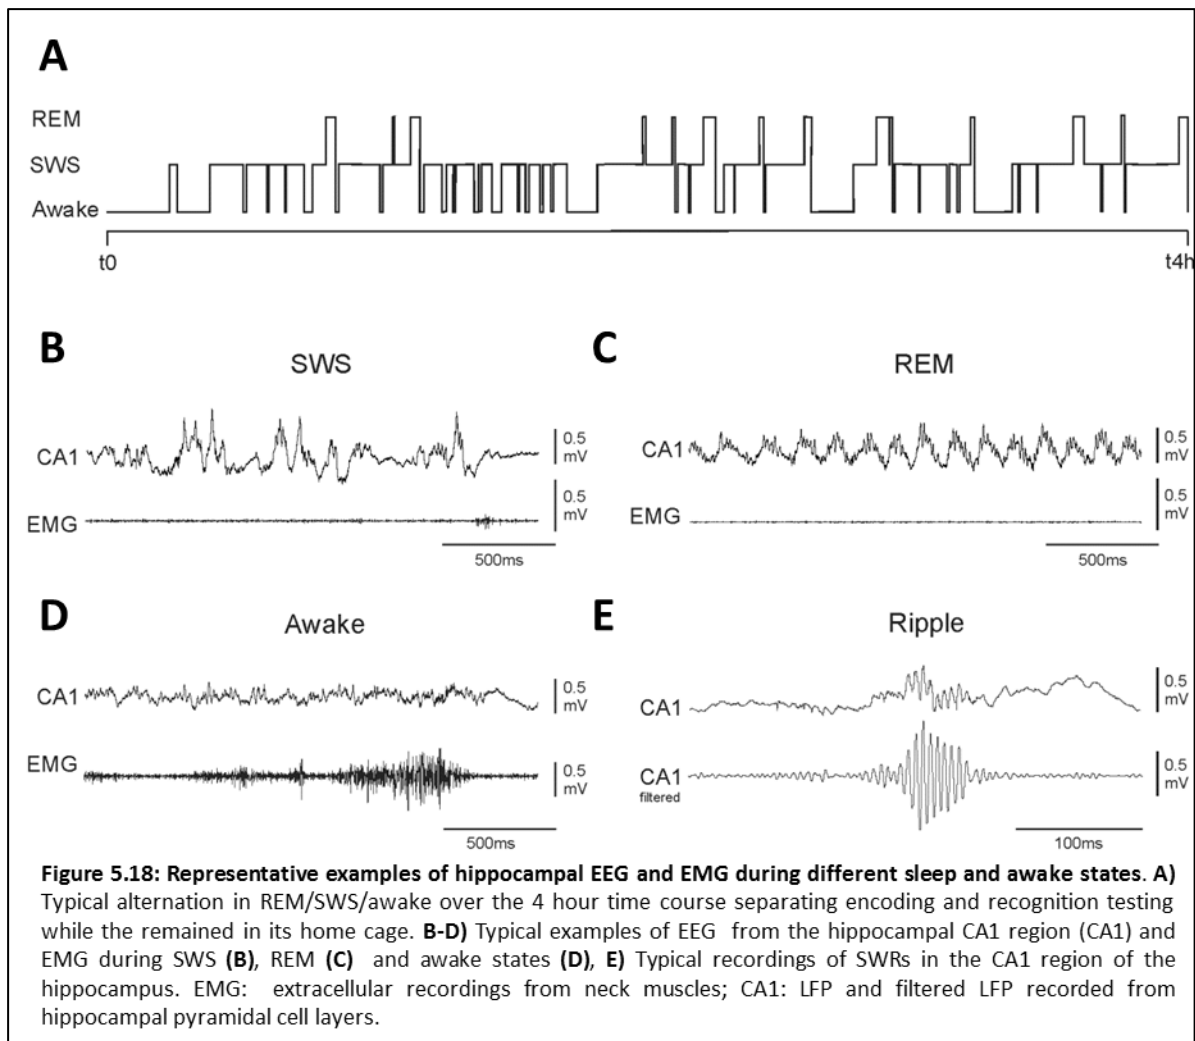 A
REM
SWS
Awake
t0
t4h
B
SWS
CA1
0.5
mV
EMG
0.5
mV
500ms
C
REM
CA1
0.5
mV
EMG
0.5
mV
500ms
D
Awake
CA1
0.5
mV
EMG
0.5
mV
500ms
E
Ripple
CA1
0.5
mV
CA1
filtered
0.5
mV
100ms
Figure 5.18: Representative examples of hippocampal EEG and EMG during different sleep and awake states. A)
Typical alternation in REM/SWS/awake over the 4 hour time course separating encoding and recognition testing
while the remained in its home cage. B-D) Typical examples of EEG from the hippocampal CA1 region (CA1) and
EMG during SWS (B), REM (C) and awake states (D), E) Typical recordings of SWRs in the CA1 region of the
hippocampus. EMG: extracellular recordings from neck muscles; CA1: LFP and filtered LFP recorded from
hippocampal pyramidal cell layers.